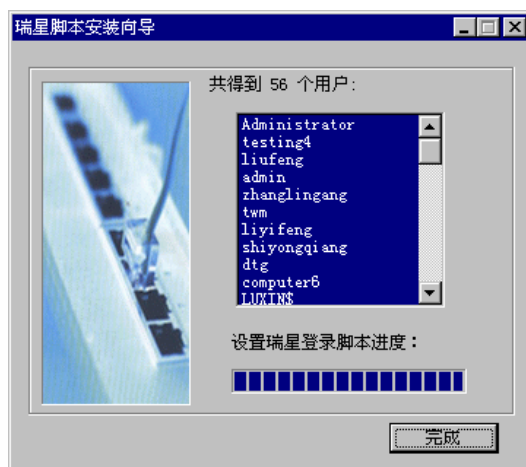 瑞星脚本安装向导
共得到 56 个用户:
Administrator
testing4
liufeng
admin
zhanglingang
twm
liyifeng
shiyongqiang
dtg
computer6
LUXIN$
设置瑞星登录脚本进度：
完成